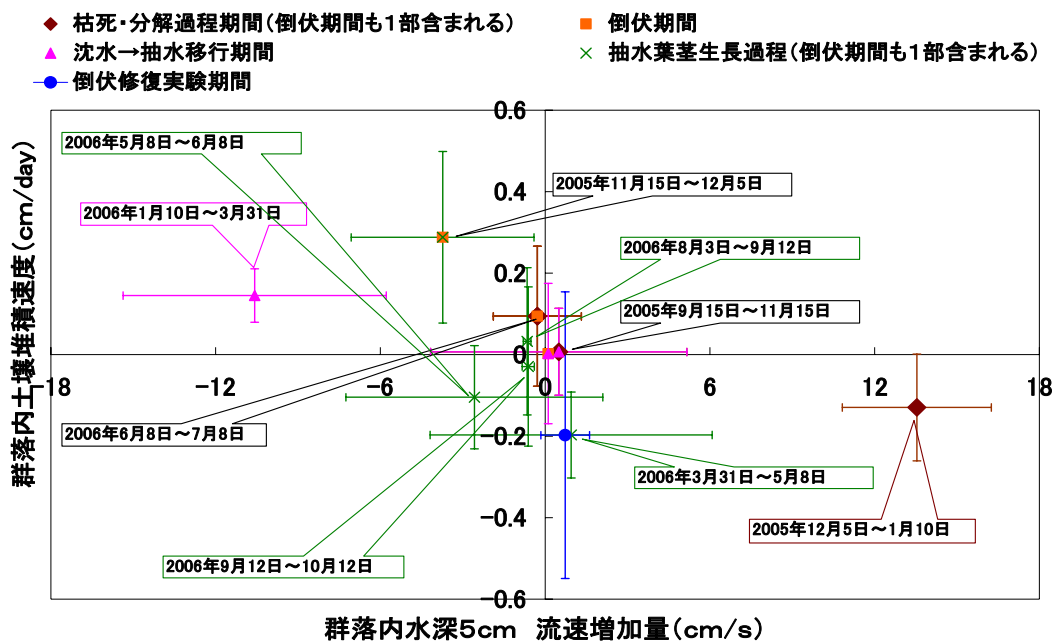 枯死・分解過程期間(倒伏期間も1部含まれる)
倒伏期間
沈水→抽水移行期間
抽水葉茎生長過程(倒伏期間も1部含まれる)
倒伏修復実験期間
0.6
0.4
0.2
0
-0.2
-0.4
-0.6
-18
-12
-6
0
6
12
18
2006年5月8日～6月8日
2005年11月15日～12月5日
2006年1月10日～3月31日
2006年8月3日～9月12日
2005年9月15日～11月15日
2006年6月8日～7月8日
2006年3月31日～5月8日
2005年12月5日～1月10日
2006年9月12日～10月12日
群落内土壌堆積速度(cm/day)
群落内水深5cm 流速増加量(cm/s)